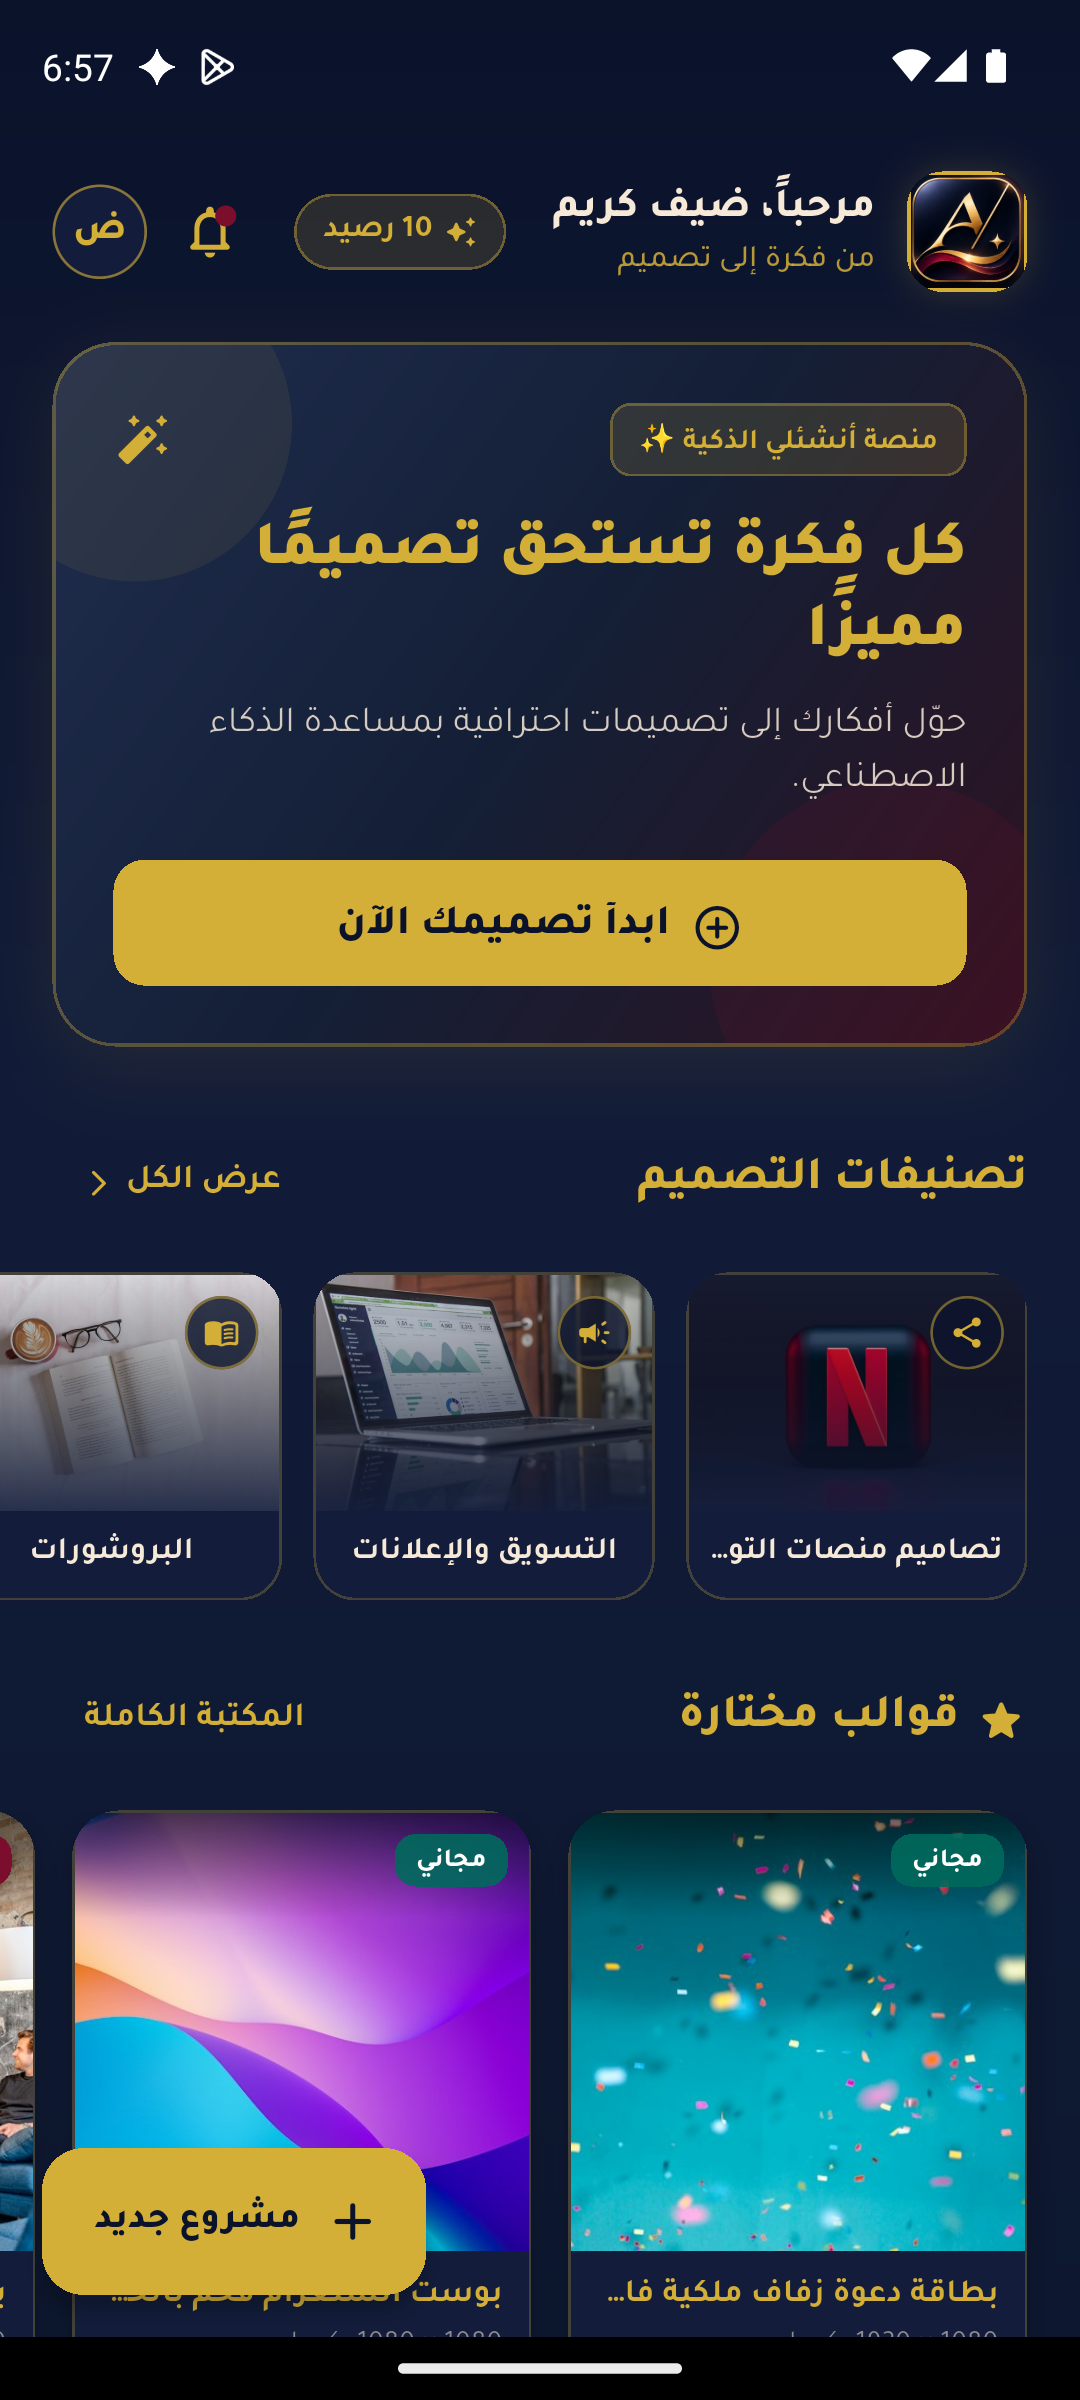 6:57
مرحباً، ضيف كريم
من فكرة إلى تصميم
10 رصيد
ض
منصة أنشئلي الذكية ✨
كل فكرة تستحق تصميمًا
مميزًا
حوّل أفكارك إلى تصميمات احترافية بمساعدة الذكاء
الاصطناعي.
ابدأ تصميمك الآن
تصنيفات التصميم
عرض الكل
N
تصاميم منصات التو...
التسويق والإعلانات
البروشورات
قوالب مختارة
المكتبة الكاملة
مجاني
مجاني
مشروع جديد
بطاقة دعوة زفاف ملكية فا...
بوست